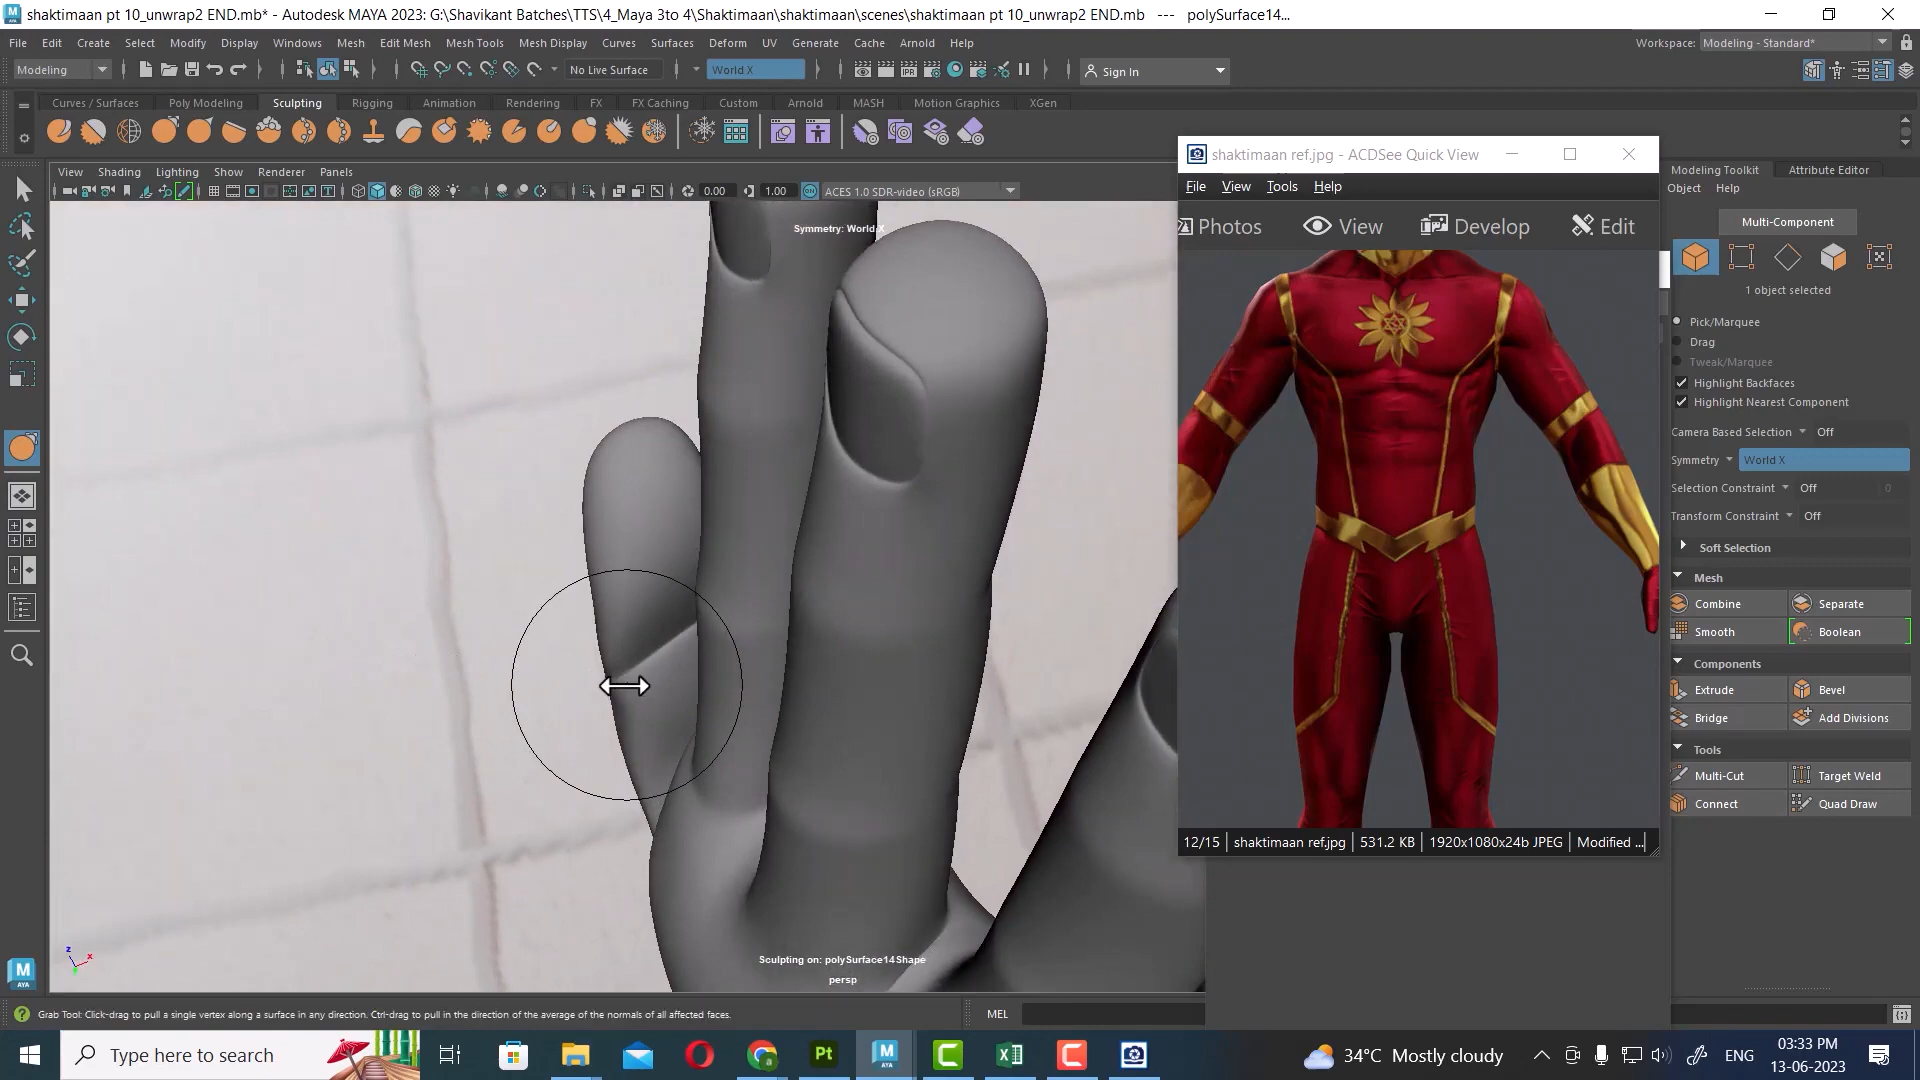 shaktimaan pt 10_unwrap2 END.mb* - Autodesk MAYA 2023: G:\Shavikant Batches\TTS\4_Maya 3to 4\Shaktimaan\shaktimaan\scenes\shaktimaan pt 10_unwrap2 END.mb --- polySurface14...
File Edit Create Select Modify Display Windows Mesh Edit Mesh Mesh Tools Mesh Display Curves Surfaces Deform UV Generate Cache Arnold Help
Workspace: Modeling - Standard*
Modeling No Live Surface World X Sign In
Curves / Surfaces Poly Modeling Sculpting Rigging Animation Rendering FX FX Caching Custom Arnold MASH Motion Graphics XGen
View Shading Lighting Show Renderer Panels
0.00 1.00 ACES 1.0 SDR-video (sRGB)
Symmetry: World X
Sculpting on: polySurface14Shape
persp
shaktimaan ref.jpg - ACDSee Quick View
File View Tools Help
Photos View Develop Edit
12/15 shaktimaan ref.jpg 531.2 KB 1920x1080x24b JPEG Modified ...
Modeling Toolkit Attribute Editor
Object Help
Multi-Component
1 object selected
Pick/Marquee
Drag
Tweak/Marquee
Highlight Backfaces
Highlight Nearest Component
Camera Based Selection Off
Symmetry World X
Selection Constraint Off 0
Transform Constraint Off
Soft Selection
Mesh
Combine Separate
Smooth Boolean
Components
Extrude Bevel
Bridge Add Divisions
Tools
Multi-Cut Target Weld
Connect Quad Draw
Grab Tool: Click-drag to pull a single vertex along a surface in any direction. Ctrl-drag to pull in the direction of the average of the normals of all affected faces.
MEL
Type here to search
34°C Mostly cloudy
ENG
03:33 PM
13-06-2023